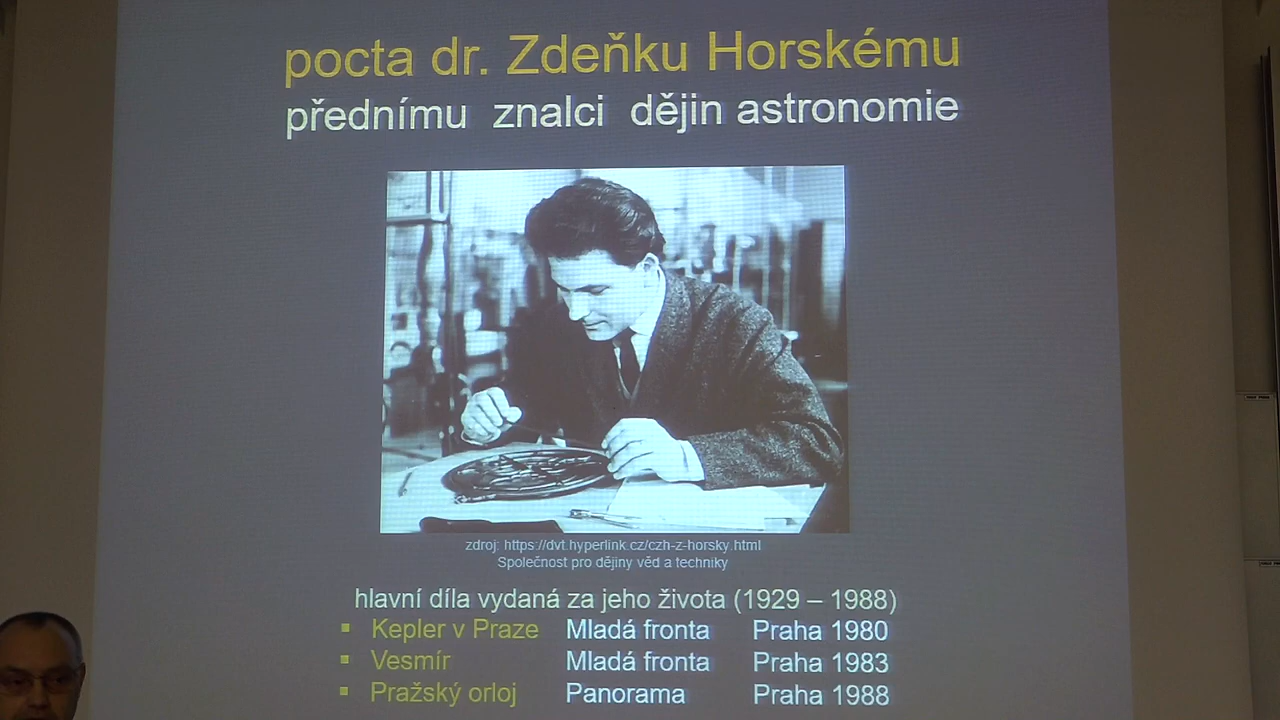 pocta dr. Zdeňku Horskému
přednímu znalci dějin astronomie
zdroj: https://dvt.hyperlink.cz/czh-z-horsky.html
Společnost pro dějiny věd a techniky
hlavní díla vydaná za jeho života (1929 – 1988)
▪ Kepler v Praze Mladá fronta Praha 1980
▪ Vesmír Mladá fronta Praha 1983
▪ Pražský orloj Panorama Praha 1988